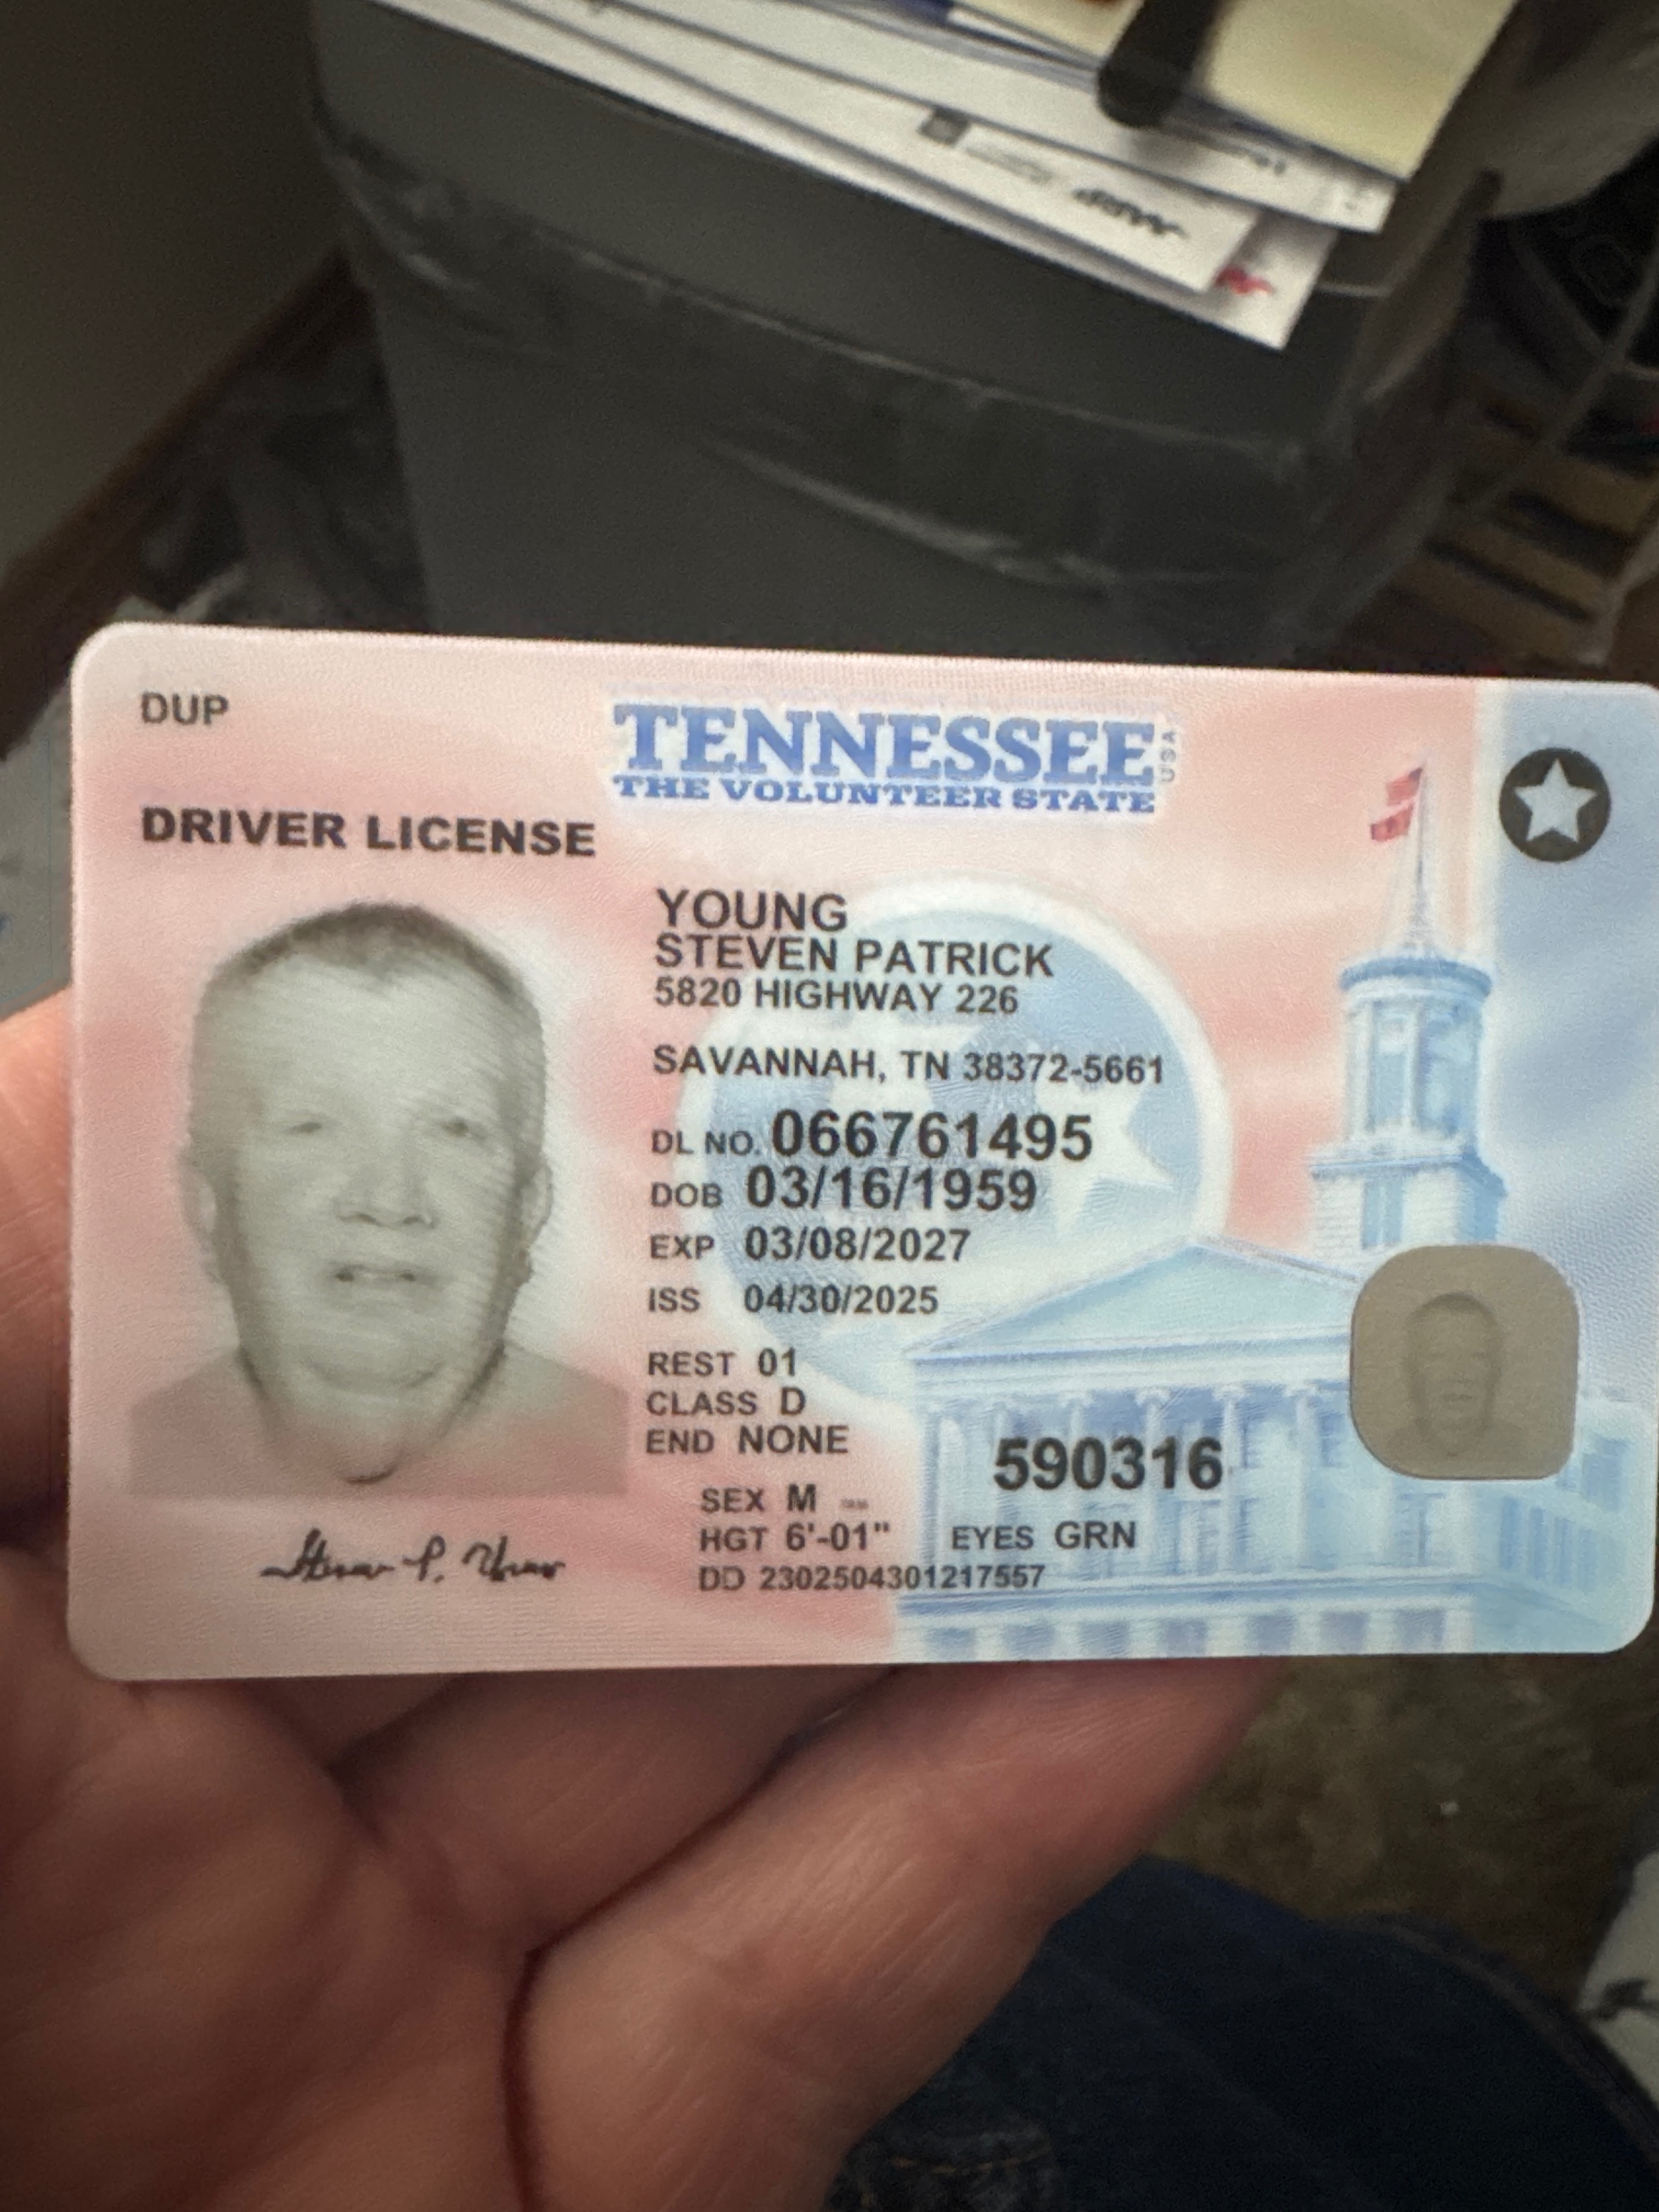 DUP
TENNESSEE USA
THE VOLUNTEER STATE
DRIVER LICENSE
YOUNG
STEVEN PATRICK
5820 HIGHWAY 226
SAVANNAH, TN 38372-5661
DL NO. 066761495
DOB 03/16/1959
EXP 03/08/2027
ISS 04/30/2025
REST 01
CLASS D
END NONE
590316
SEX M
HGT 6'-01" EYES GRN
DD 2302504301217557